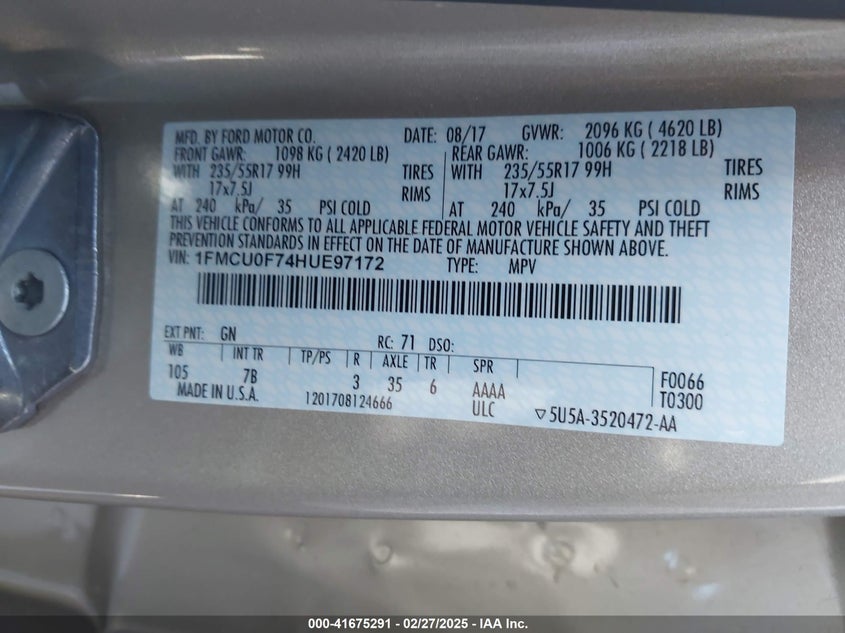 MFD. BY FORD MOTOR CO. DATE: 08/17 GVWR: 2096 KG ( 4620 LB)
FRONT GAWR: 1098 KG ( 2420 LB) REAR GAWR: 1006 KG ( 2218 LB)
WITH 235/55R17 99H TIRES WITH 235/55R17 99H TIRES
17x7.5J RIMS 17x7.5J RIMS
AT 240 kPa/ 35 PSI COLD AT 240 kPa/ 35 PSI COLD
THIS VEHICLE CONFORMS TO ALL APPLICABLE FEDERAL MOTOR VEHICLE SAFETY AND THEFT
PREVENTION STANDARDS IN EFFECT ON THE DATE OF MANUFACTURE SHOWN ABOVE.
VIN: 1FMCU0F74HUE97172 TYPE: MPV
EXT PNT: GN RC: 71 DSO:
WB INT TR TP/PS R AXLE TR SPR
105 7B 3 35 6 AAAA F0066
MADE IN U.S.A. 1201708124666 ULC ▽5U5A-3520472-AA T0300
000-41675291 - 02/27/2025 - IAA Inc.